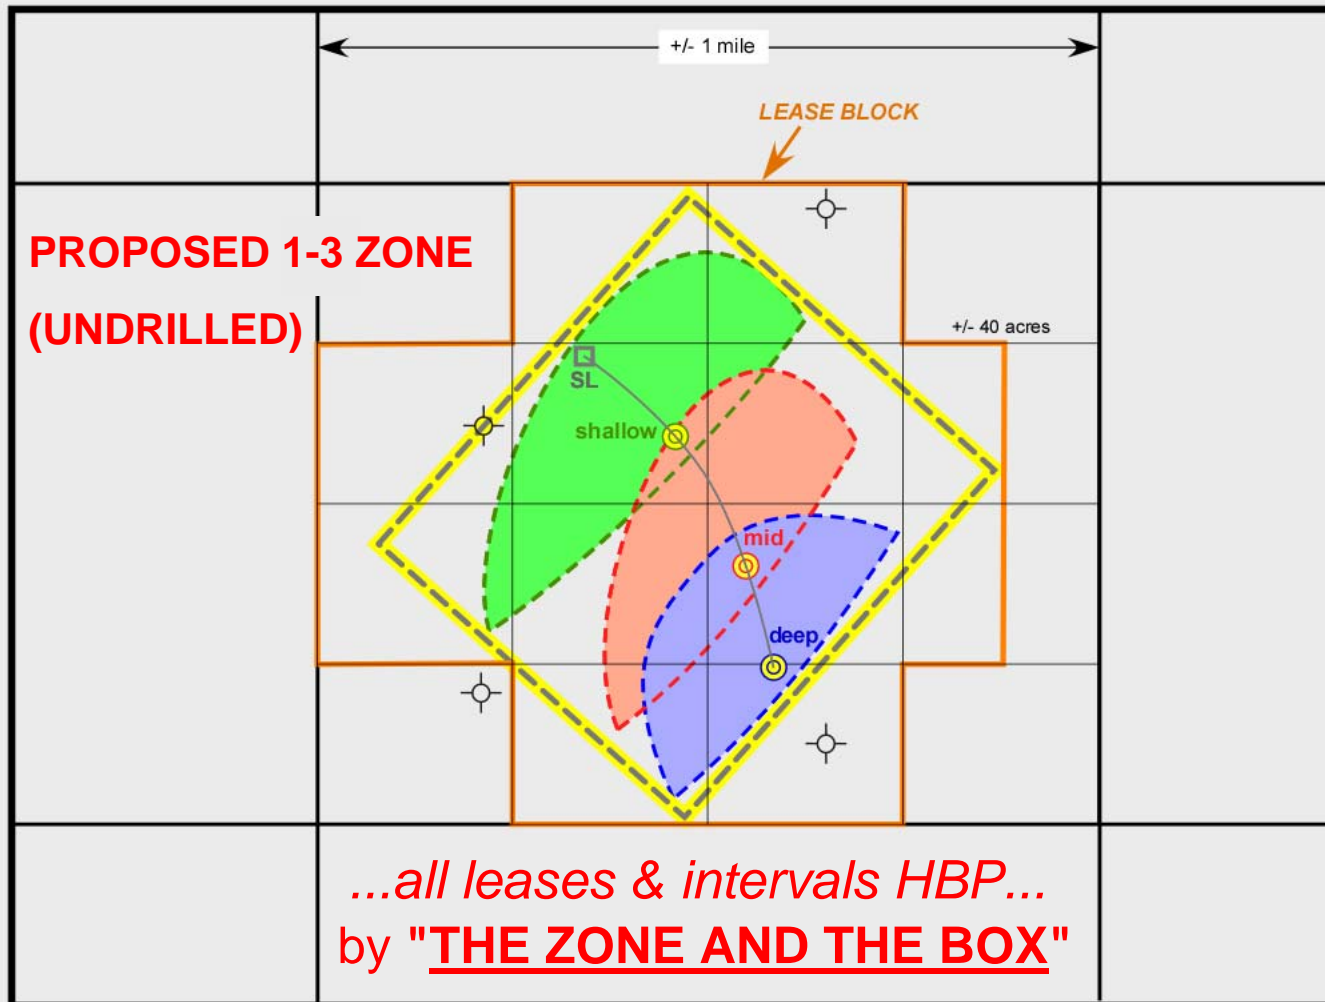 +/- 1 mile
LEASE BLOCK
PROPOSED 1-3 ZONE
(UNDRILLED)
+/- 40 acres
SL
shallow
mid
deep
...all leases & intervals HBP...
by "THE ZONE AND THE BOX"